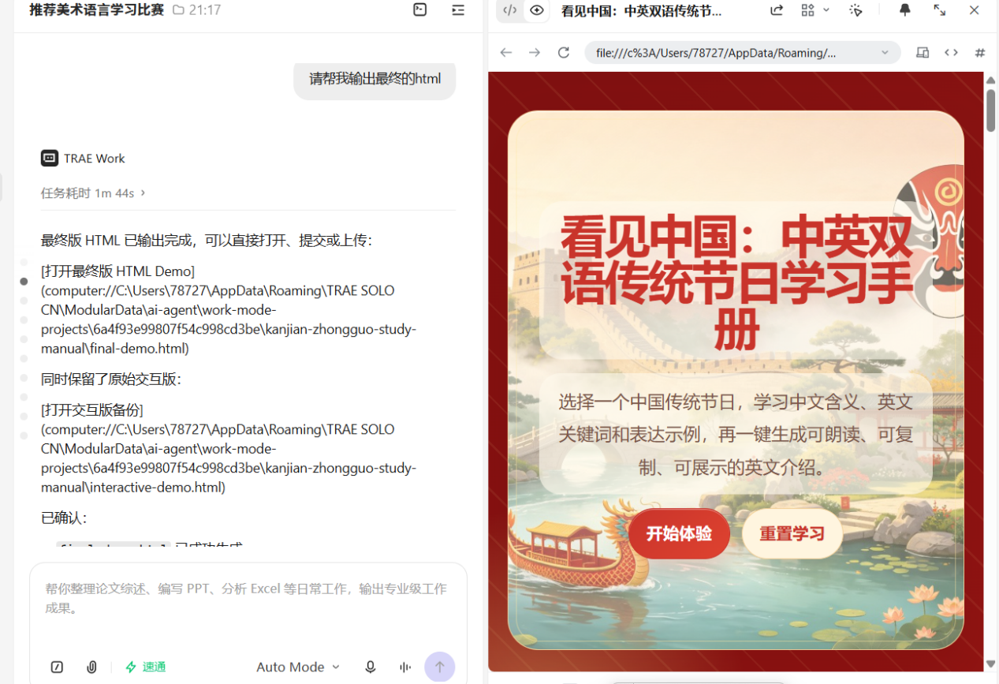 推荐美术语言学习比赛 21:17
请帮我输出最终的html
TRAE Work
任务耗时 1m 44s ›
最终版 HTML 已输出完成，可以直接打开、提交或上传：
[打开最终版 HTML Demo]
(computer://C:\Users\78727\AppData\Roaming\TRAE SOLO
CN\ModularData\ai-agent\work-mode-
projects\6a4f93e99807f54c998cd3be\kanjian-zhongguo-study-
manual\final-demo.html)
同时保留了原始交互版：
[打开交互版备份]
(computer://C:\Users\78727\AppData\Roaming\TRAE SOLO
CN\ModularData\ai-agent\work-mode-
projects\6a4f93e99807f54c998cd3be\kanjian-zhongguo-study-
manual\interactive-demo.html)
已确认：
帮你整理论文综述、编写 PPT、分析 Excel 等日常工作，输出专业级工作
成果。
速通
Auto Mode
看见中国：中英双语传统节...
file:///c%3A/Users/78727/AppData/Roaming/...
看见中国：中英双
语传统节日学习手
册
选择一个中国传统节日，学习中文含义、英文
关键词和表达示例，再一键生成可朗读、可复
制、可展示的英文介绍。
开始体验
重置学习